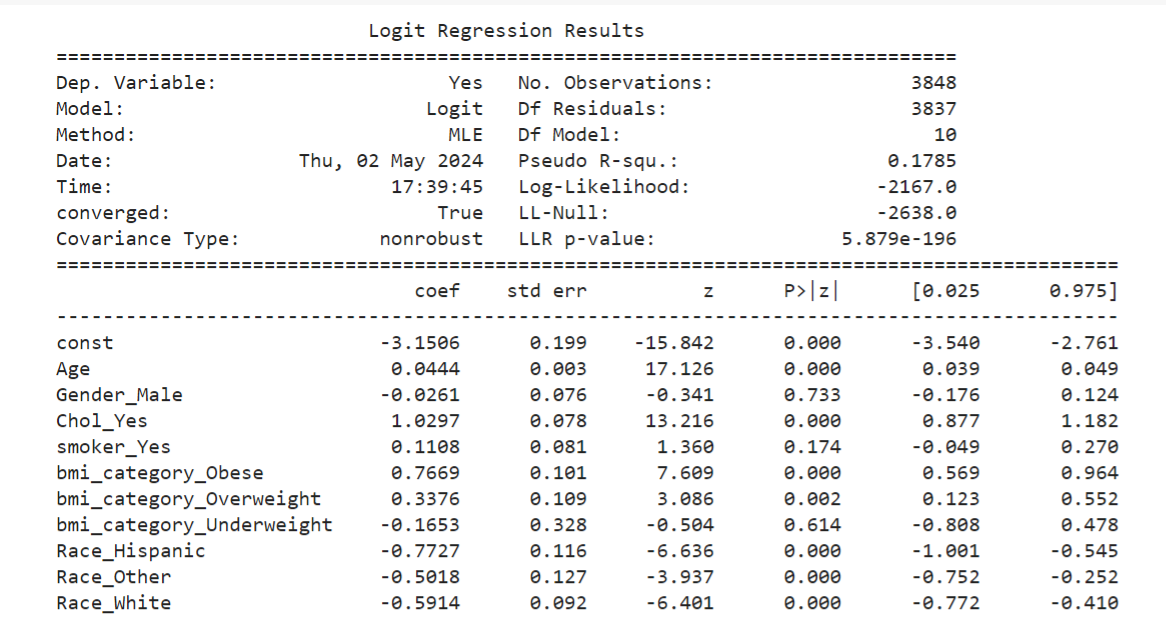 Logit Regression Results
==============================================================================
Dep. Variable: Yes No. Observations: 3848
Model: Logit Df Residuals: 3837
Method: MLE Df Model: 10
Date: Thu, 02 May 2024 Pseudo R-squ.: 0.1785
Time: 17:39:45 Log-Likelihood: -2167.0
converged: True LL-Null: -2638.0
Covariance Type: nonrobust LLR p-value: 5.879e-196
============================================================================================
coef std err z P>|z| [0.025 0.975]
--------------------------------------------------------------------------------------------
const -3.1506 0.199 -15.842 0.000 -3.540 -2.761
Age 0.0444 0.003 17.126 0.000 0.039 0.049
Gender_Male -0.0261 0.076 -0.341 0.733 -0.176 0.124
Chol_Yes 1.0297 0.078 13.216 0.000 0.877 1.182
smoker_Yes 0.1108 0.081 1.360 0.174 -0.049 0.270
bmi_category_Obese 0.7669 0.101 7.609 0.000 0.569 0.964
bmi_category_Overweight 0.3376 0.109 3.086 0.002 0.123 0.552
bmi_category_Underweight -0.1653 0.328 -0.504 0.614 -0.808 0.478
Race_Hispanic -0.7727 0.116 -6.636 0.000 -1.001 -0.545
Race_Other -0.5018 0.127 -3.937 0.000 -0.752 -0.252
Race_White -0.5914 0.092 -6.401 0.000 -0.772 -0.410